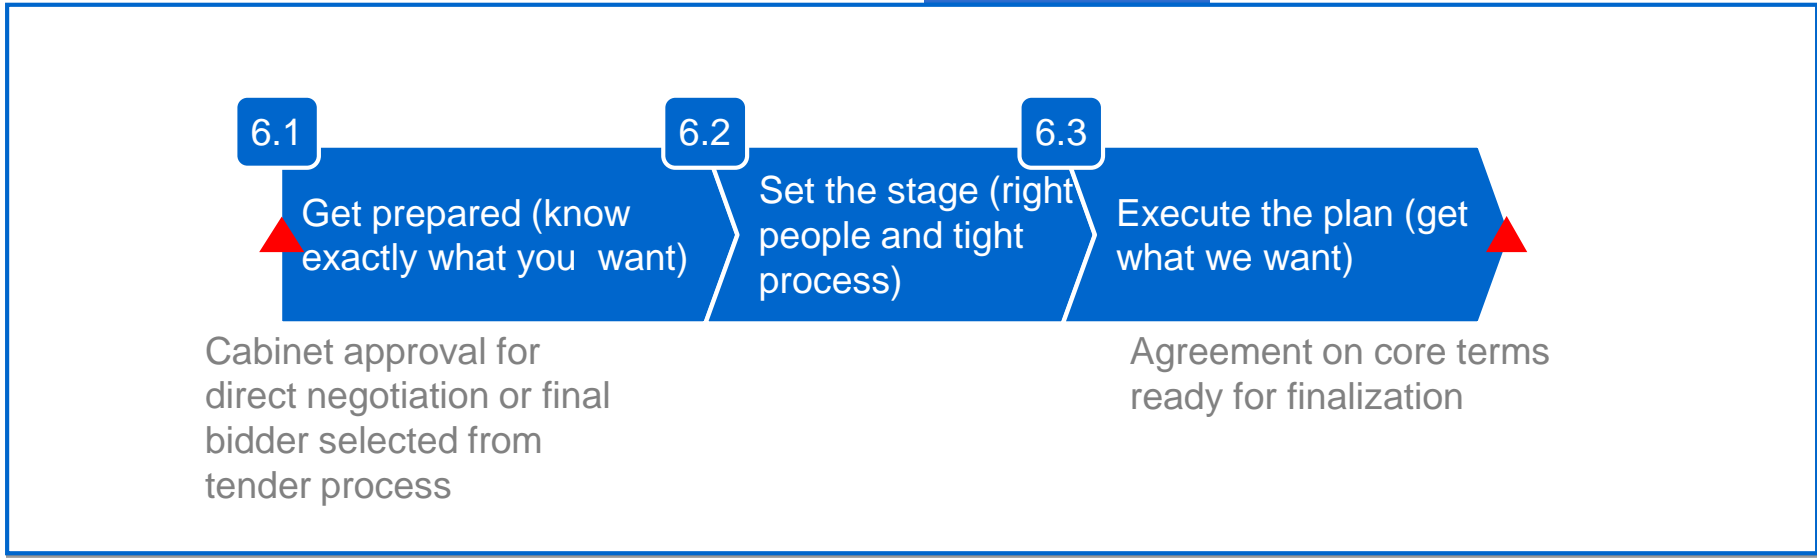 6.1
Get prepared (know
exactly what you  want)
6.2
Set the stage (right
people and tight
process)
6.3
Execute the plan (get
what we want)
Cabinet approval for
direct negotiation or final
bidder selected from
tender process
Agreement on core terms
ready for finalization